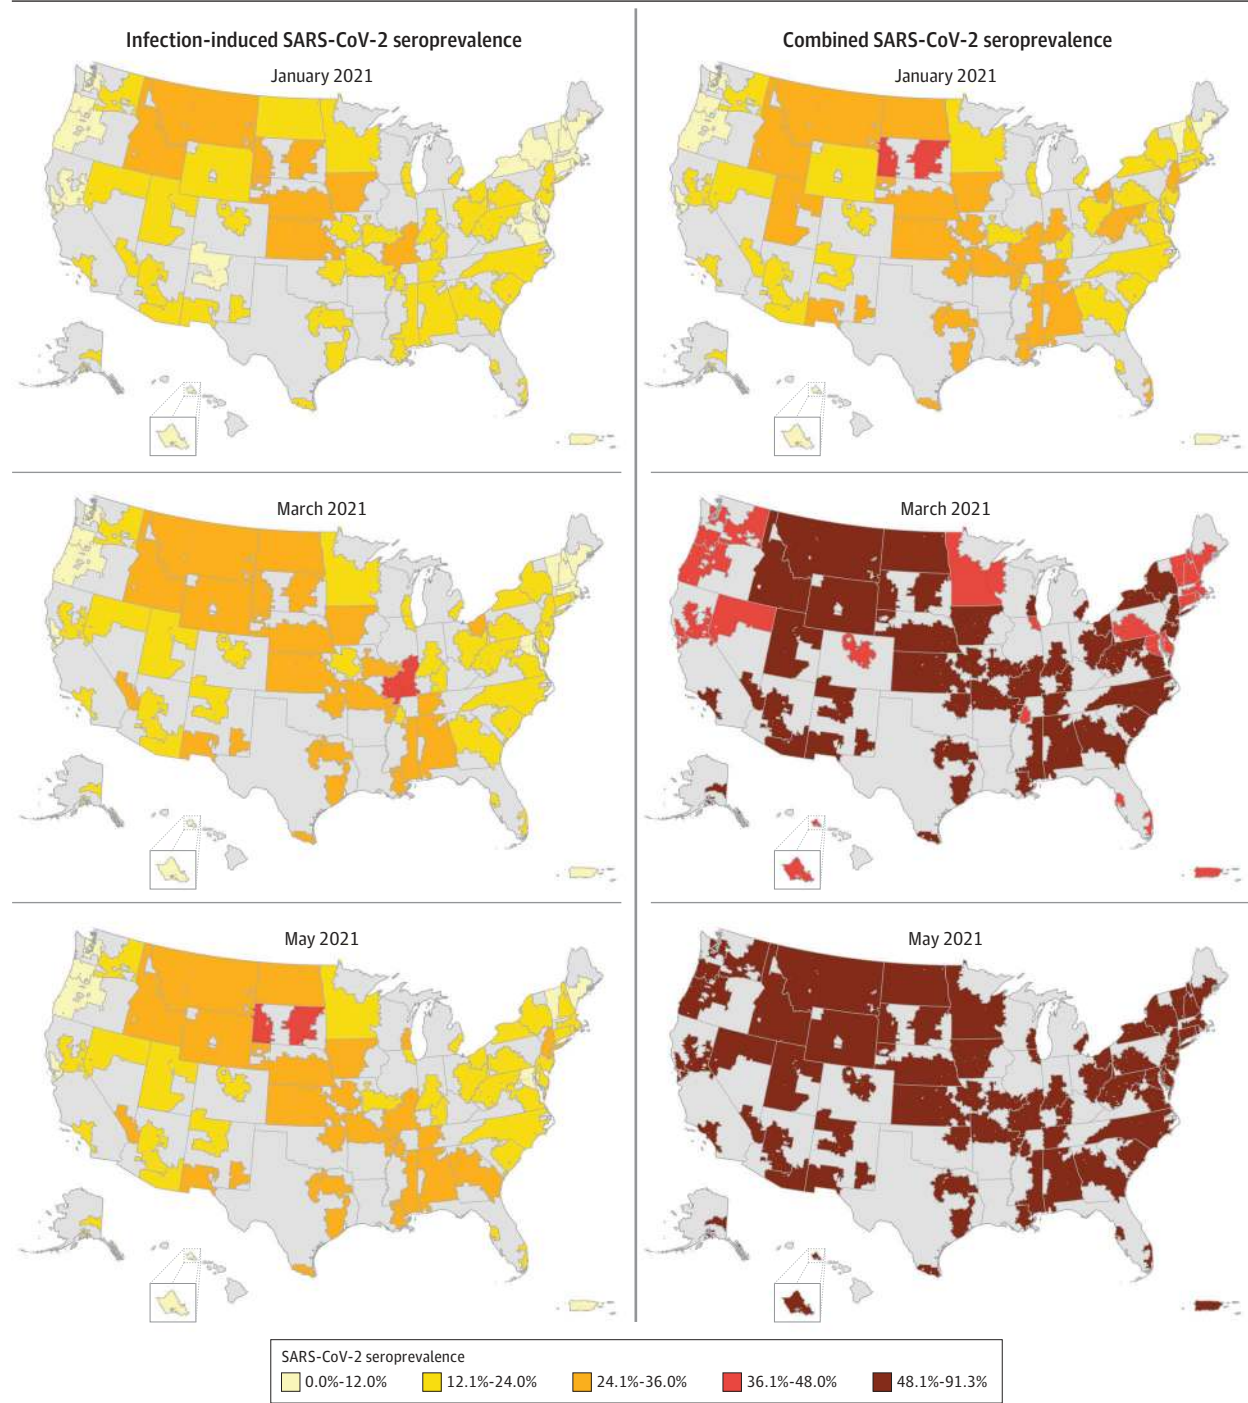 Infection-induced SARS-CoV-2 seroprevalence
January 2021
March 2021
May 2021
Combined SARS-CoV-2 seroprevalence
January 2021
March 2021
May 2021
SARS-CoV-2 seroprevalence
0.0%-12.0%
12.1%-24.0%
24.1%-36.0%
36.1%-48.0%
48.1%-91.3%